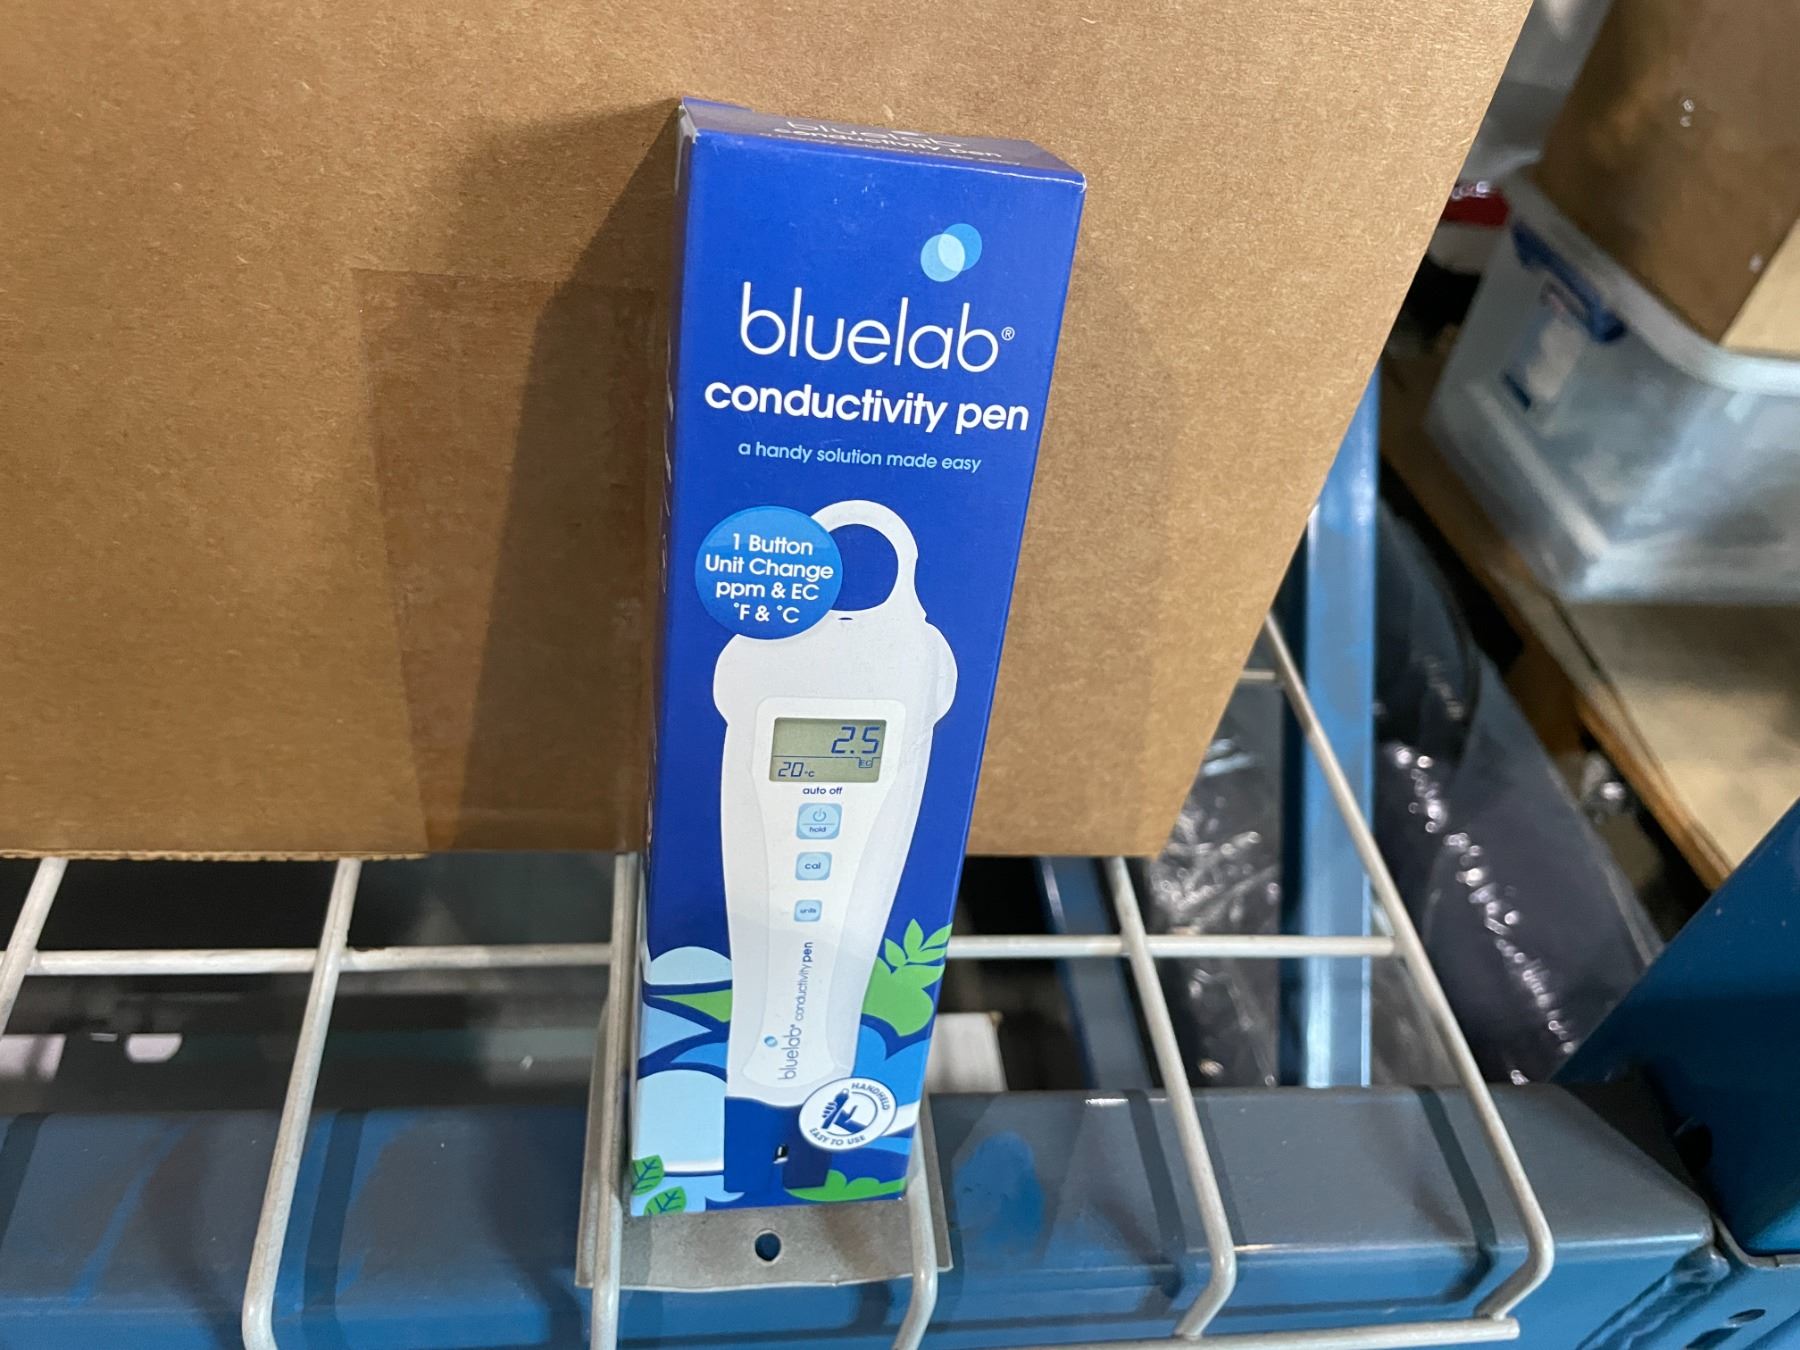 bluelab
conductivity pen
bluelab®
conductivity pen
a handy solution made easy
1 Button
Unit Change
ppm & EC
°F & °C
2.5
EC
20°C
auto off
hold
cal
units
bluelab® conductivity pen
HANDHELD
EASY TO USE